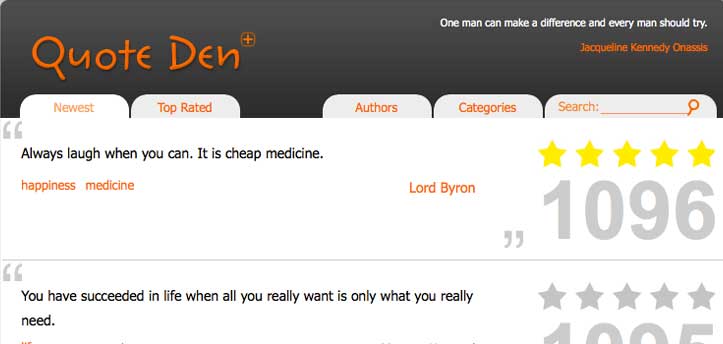 One man can make a difference and every man should try.
Quote Den
Jacqueline Kennedy Onassis
Newest
Top Rated
Authors
Categories
Search:
“
Always laugh when you can. It is cheap medicine.
happiness medicine
Lord Byron
1096
”
“
You have succeeded in life when all you really want is only what you really
need.
1095
life